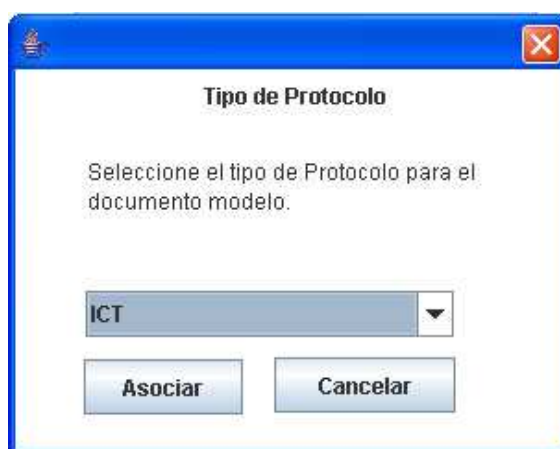 Tipo de Protocolo
Seleccione el tipo de Protocolo para el
documento modelo.
ICT
Asociar
Cancelar